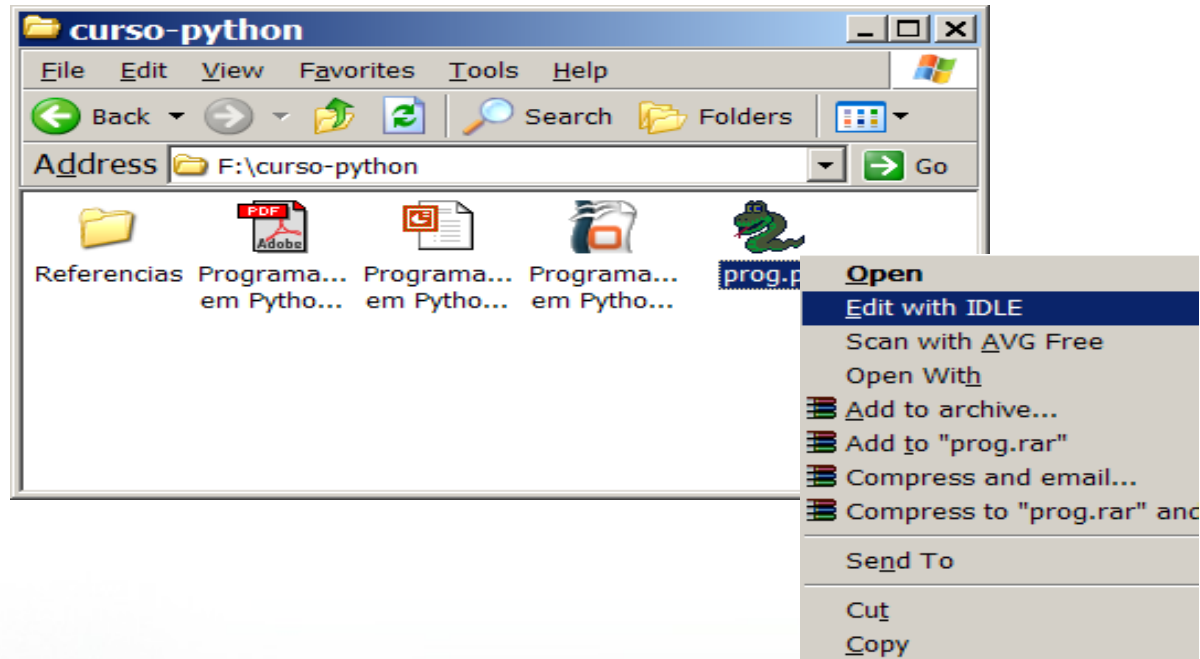 curso-python
File Edit View Favorites Tools Help
Back Search Folders
Address F:\curso-python Go
PDF
Adobe
Referencias Programa... Programa... Programa... prog.p
em Pytho... em Pytho... em Pytho...
Open
Edit with IDLE
Scan with AVG Free
Open With
Add to archive...
Add to "prog.rar"
Compress and email...
Compress to "prog.rar" and
Send To
Cut
Copy